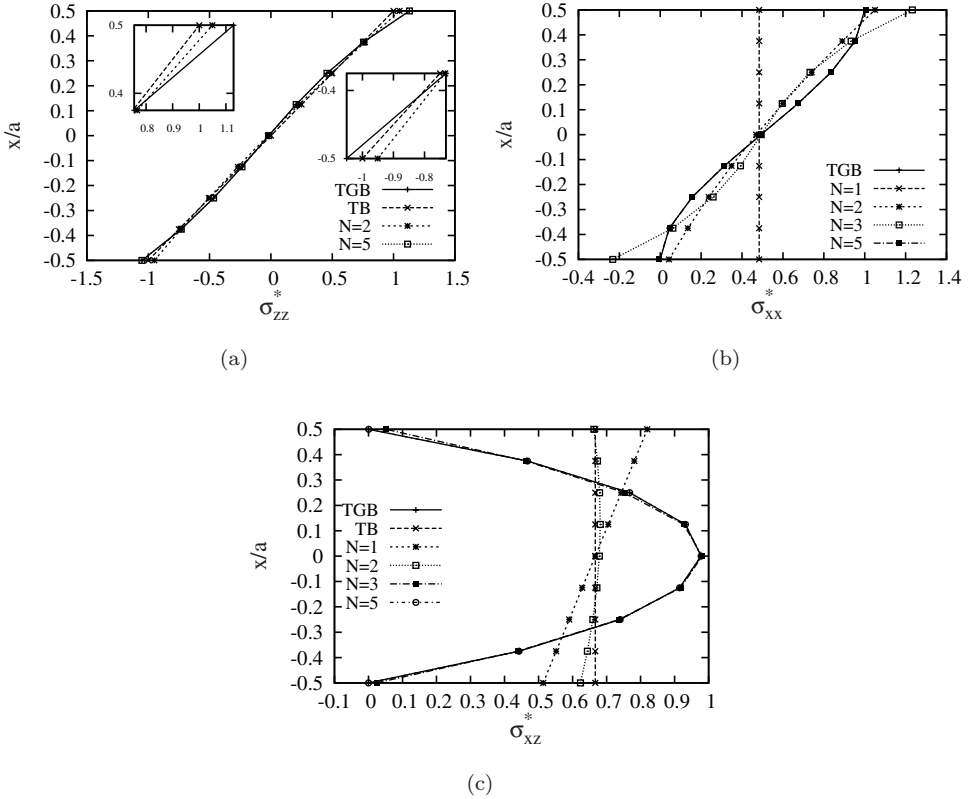 0.5
0.4
0.3
0.2
0.1
0
-0.1
-0.2
-0.3
-0.4
-0.5
x/a
-1.5 -1 -0.5 0 0.5 1 1.5
σ*zz
0.5
0.4
0.8 0.9 1 1.1
-0.4
-0.5
-1 -0.9 -0.8
TGB
TB
N=2
N=5
(a)
0.5
0.4
0.3
0.2
0.1
0
-0.1
-0.2
-0.3
-0.4
-0.5
x/a
-0.4 -0.2 0 0.2 0.4 0.6 0.8 1 1.2 1.4
σ*xx
TGB
N=1
N=2
N=3
N=5
(b)
0.5
0.4
0.3
0.2
0.1
0
-0.1
-0.2
-0.3
-0.4
-0.5
x/a
-0.1 0 0.1 0.2 0.3 0.4 0.5 0.6 0.7 0.8 0.9 1
σ*xz
TGB
TB
N=1
N=2
N=3
N=5
(c)